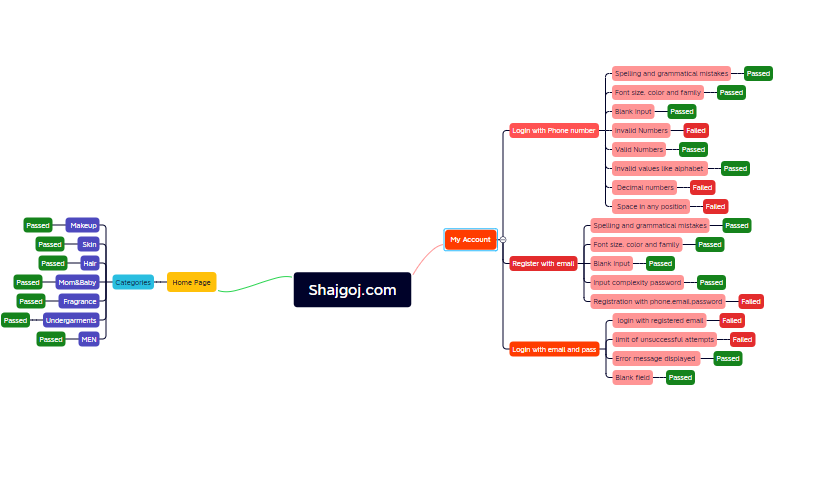 Shajgoj.com
Home Page
Categories
Makeup Passed
Skin Passed
Hair Passed
Mom&Baby Passed
Fragrance Passed
Undergarments Passed
MEN Passed
My Account
Login with Phone number
Spelling and grammatical mistakes Passed
Font size, color and family Passed
Blank input Passed
Invalid Numbers Failed
Valid Numbers Passed
Invalid values like alphabet Passed
Decimal numbers Failed
Space in any position Failed
Register with email
Spelling and grammatical mistakes Passed
Font size, color and family Passed
Blank input Passed
Input complexity password Passed
Registration with phone,email,password Failed
Login with email and pass
login with registered email Failed
limit of unsuccessful attempts Failed
Error message displayed Passed
Blank field Passed